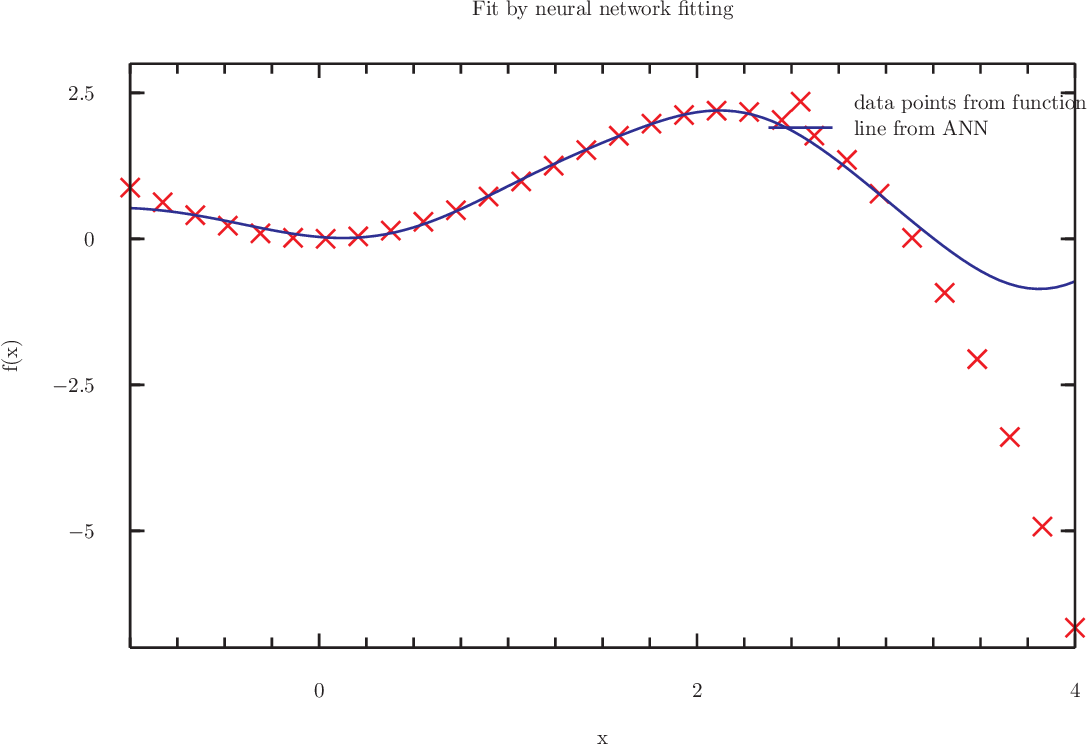 Fit by neural network fitting
2.5
data points from function
line from ANN
0
f(x)
−2.5
−5
0 2 4
x